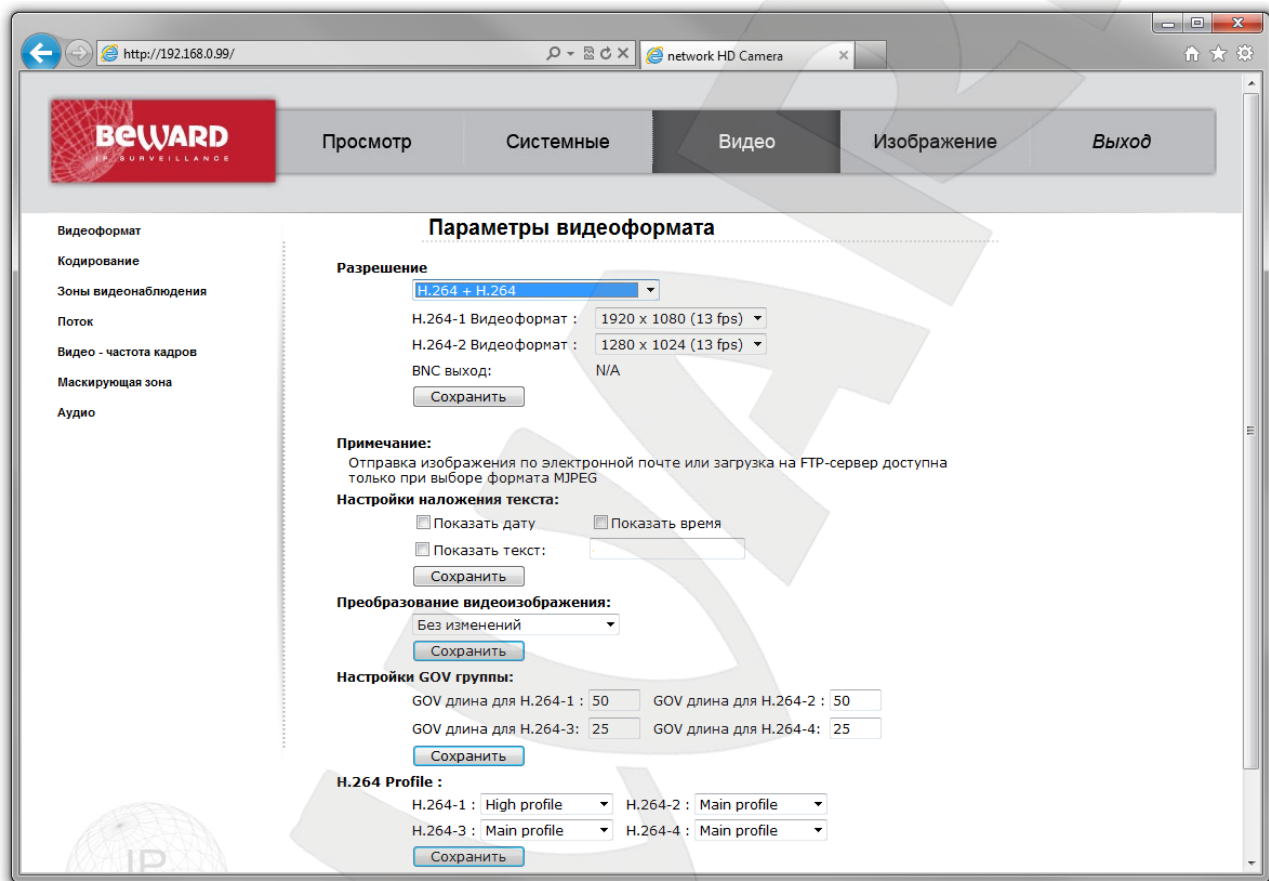 http://192.168.0.99/
network HD Camera
BEWARD
IP SURVEILLANCE
Просмотр
Системные
Видео
Изображение
Выход
Видеоформат
Кодирование
Зоны видеонаблюдения
Поток
Видео - частота кадров
Маскирующая зона
Аудио
Параметры видеоформата
Разрешение
H.264 + H.264
H.264-1 Видеоформат : 1920 x 1080 (13 fps)
H.264-2 Видеоформат : 1280 x 1024 (13 fps)
BNC выход: N/A
Сохранить
Примечание:
Отправка изображения по электронной почте или загрузка на FTP-сервер доступна
только при выборе формата MJPEG
Настройки наложения текста:
Показать дату Показать время
Показать текст:
Сохранить
Преобразование видеоизображения:
Без изменений
Сохранить
Настройки GOV группы:
GOV длина для H.264-1 : 50 GOV длина для H.264-2 : 50
GOV длина для H.264-3: 25 GOV длина для H.264-4: 25
Сохранить
H.264 Profile :
H.264-1 : High profile H.264-2 : Main profile
H.264-3 : Main profile H.264-4 : Main profile
Сохранить
IP